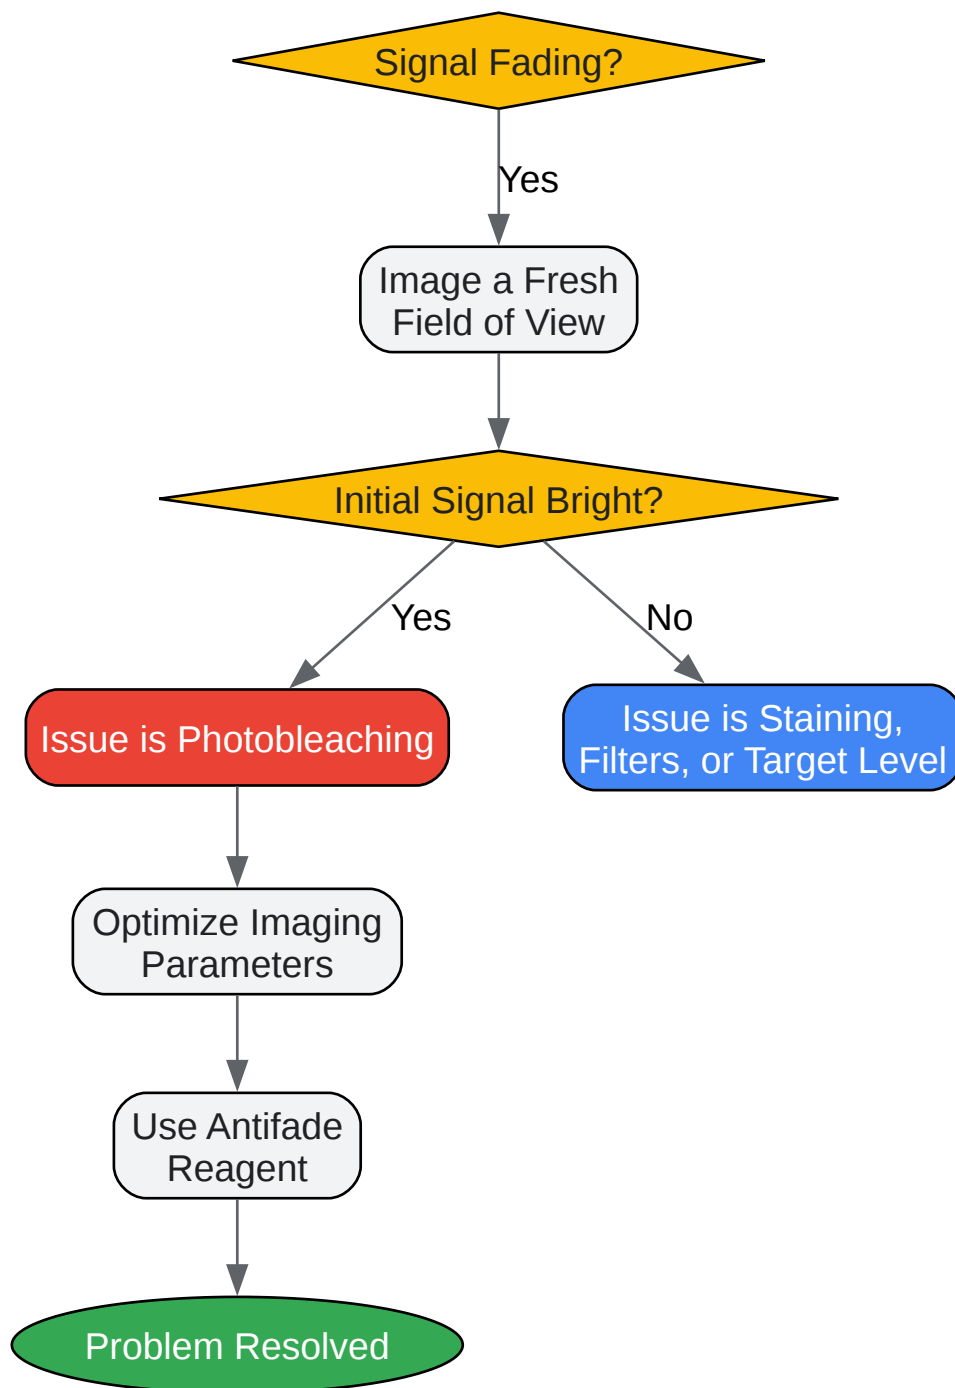 Signal Fading?
Yes
Image a Fresh
Field of View
Initial Signal Bright?
Yes
No
Issue is Photobleaching
Issue is Staining,
Filters, or Target Level
Optimize Imaging
Parameters
Use Antifade
Reagent
Problem Resolved